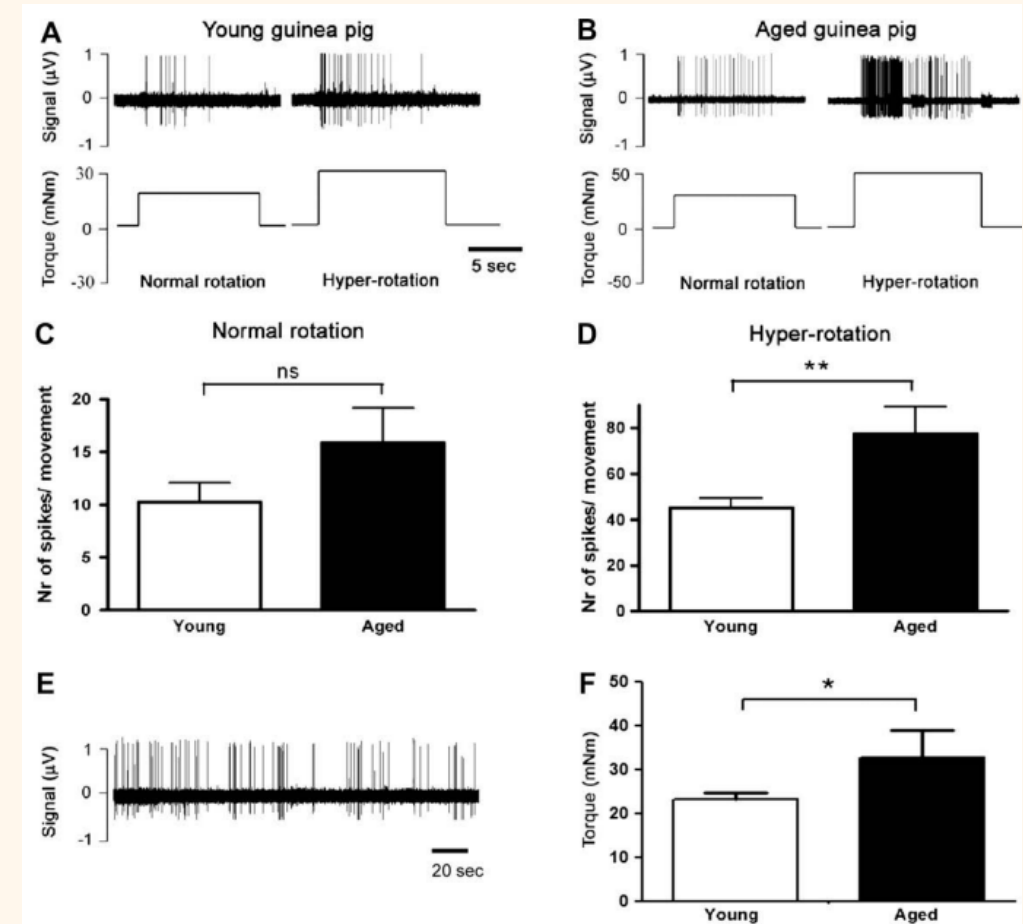 A
Young guinea pig
Signal (μV)
1
0
-1
Torque (mNm)
30
0
-30
Normal rotation
Hyper-rotation
5 sec
B
Aged guinea pig
Signal (μV)
1
0
-1
Torque (mNm)
50
0
-50
Normal rotation
Hyper-rotation
C
Normal rotation
ns
Nr of spikes/ movement
20
15
10
5
0
Young
Aged
D
Hyper-rotation
**
Nr of spikes/ movement
80
60
40
20
0
Young
Aged
E
Signal (μV)
1
0
-1
20 sec
F
*
Torque (mNm)
50
40
30
20
10
0
Young
Aged